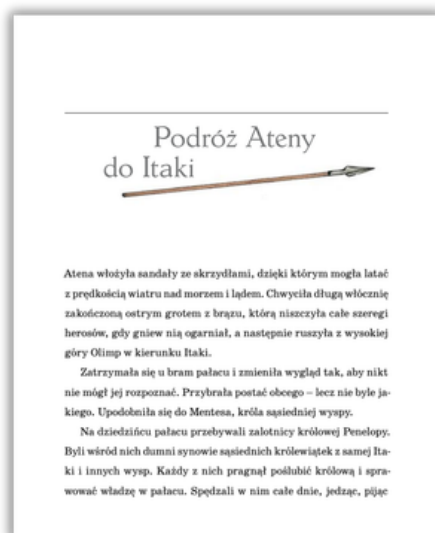 Podróż Ateny
do Itaki
Atena włożyła sandały ze skrzydłami, dzięki którym mogła latać
z prędkością wiatru nad morzem i lądem. Chwyciła długą włócznię
zakończoną ostrym grotem z brązu, którą niszczyła całe szeregi
herosów, gdy gniew nią ogarniał, a następnie ruszyła z wysokiej
góry Olimp w kierunku Itaki.
Zatrzymała się u bram pałacu i zmieniła wygląd tak, aby nikt
nie mógł jej rozpoznać. Przybrała postać obcego – lecz nie byle ja-
kiego. Upodobniła się do Mentesa, króla sąsiedniej wyspy.
Na dziedzińcu pałacu przebywali zalotnicy królowej Penelopy.
Byli wśród nich dumni synowie sąsiednich królewiątek z samej Ita-
ki i innych wysp. Każdy z nich pragnął poślubić królową i spra-
wować władzę w pałacu. Spędzali w nim całe dnie, jedząc, pijąc